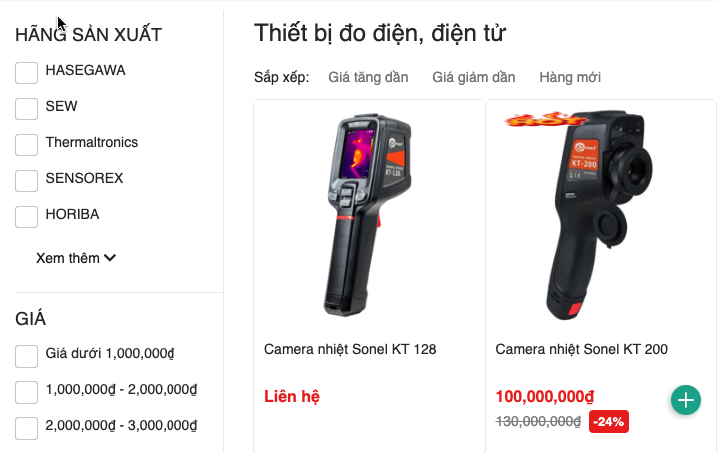 HÃNG SẢN XUẤT
HASEGAWA
SEW
Thermaltronics
SENSOREX
HORIBA
Xem thêm
GIÁ
Giá dưới 1,000,000₫
1,000,000₫ - 2,000,000₫
2,000,000₫ - 3,000,000₫
Thiết bị đo điện, điện tử
Sắp xếp: Giá tăng dần Giá giảm dần Hàng mới
KT-128
Camera nhiệt Sonel KT 128
Liên hệ
HOT
KT-200
Camera nhiệt Sonel KT 200
100,000,000₫
130,000,000₫ -24%